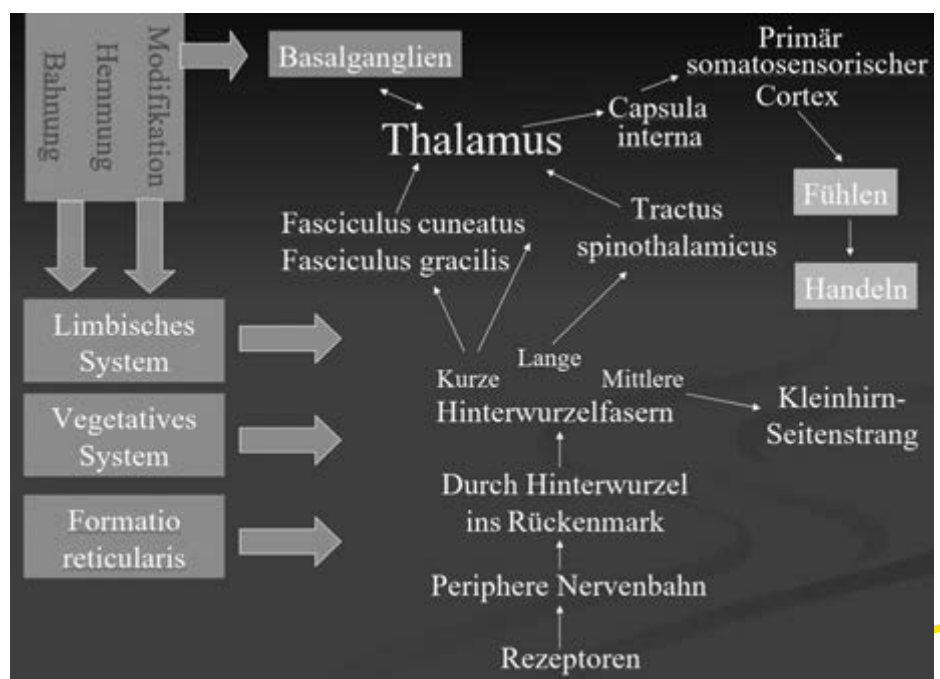 Modifikation
Hemmung
Bahnung
Basalganglien
Primär
somatosensorischer
Cortex
Capsula
interna
Thalamus
Fühlen
Tractus
spinothalamicus
Fasciculus cuneatus
Fasciculus gracilis
Handeln
Limbisches
System
Lange
Kurze
Mittlere
Hinterwurzelfasern
Kleinhirn-
Seitenstrang
Vegetatives
System
Durch Hinterwurzel
ins Rückenmark
Formatio
reticularis
Periphere Nervenbahn
Rezeptoren